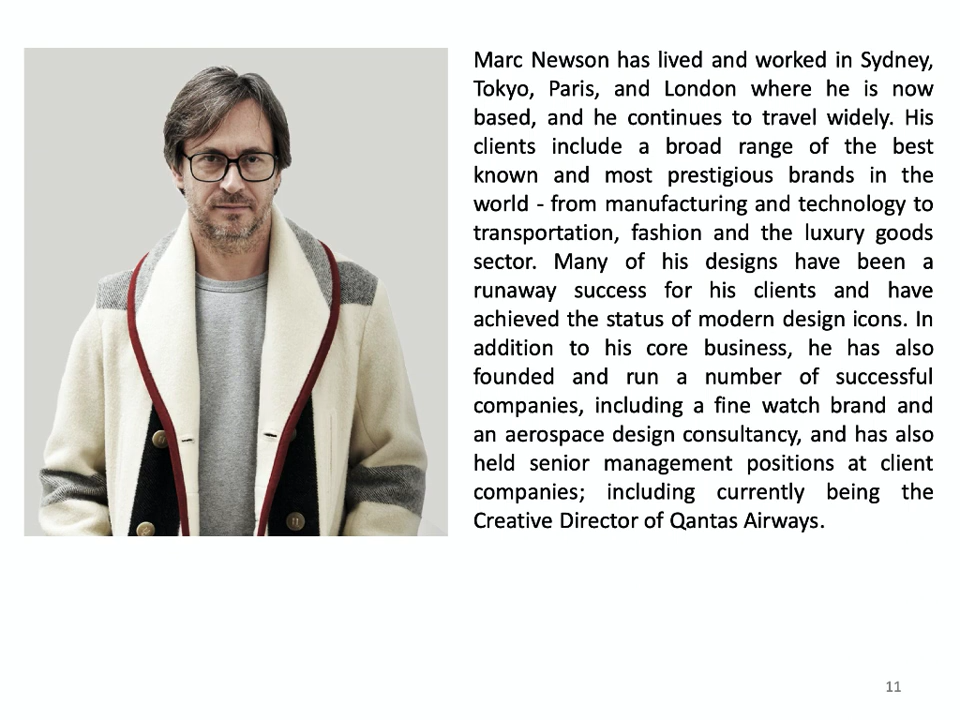 Marc Newson has lived and worked in Sydney,
Tokyo, Paris, and London where he is now
based, and he continues to travel widely. His
clients include a broad range of the best
known and most prestigious brands in the
world - from manufacturing and technology to
transportation, fashion and the luxury goods
sector. Many of his designs have been a
runaway success for his clients and have
achieved the status of modern design icons. In
addition to his core business, he has also
founded and run a number of successful
companies, including a fine watch brand and
an aerospace design consultancy, and has also
held senior management positions at client
companies; including currently being the
Creative Director of Qantas Airways.
11